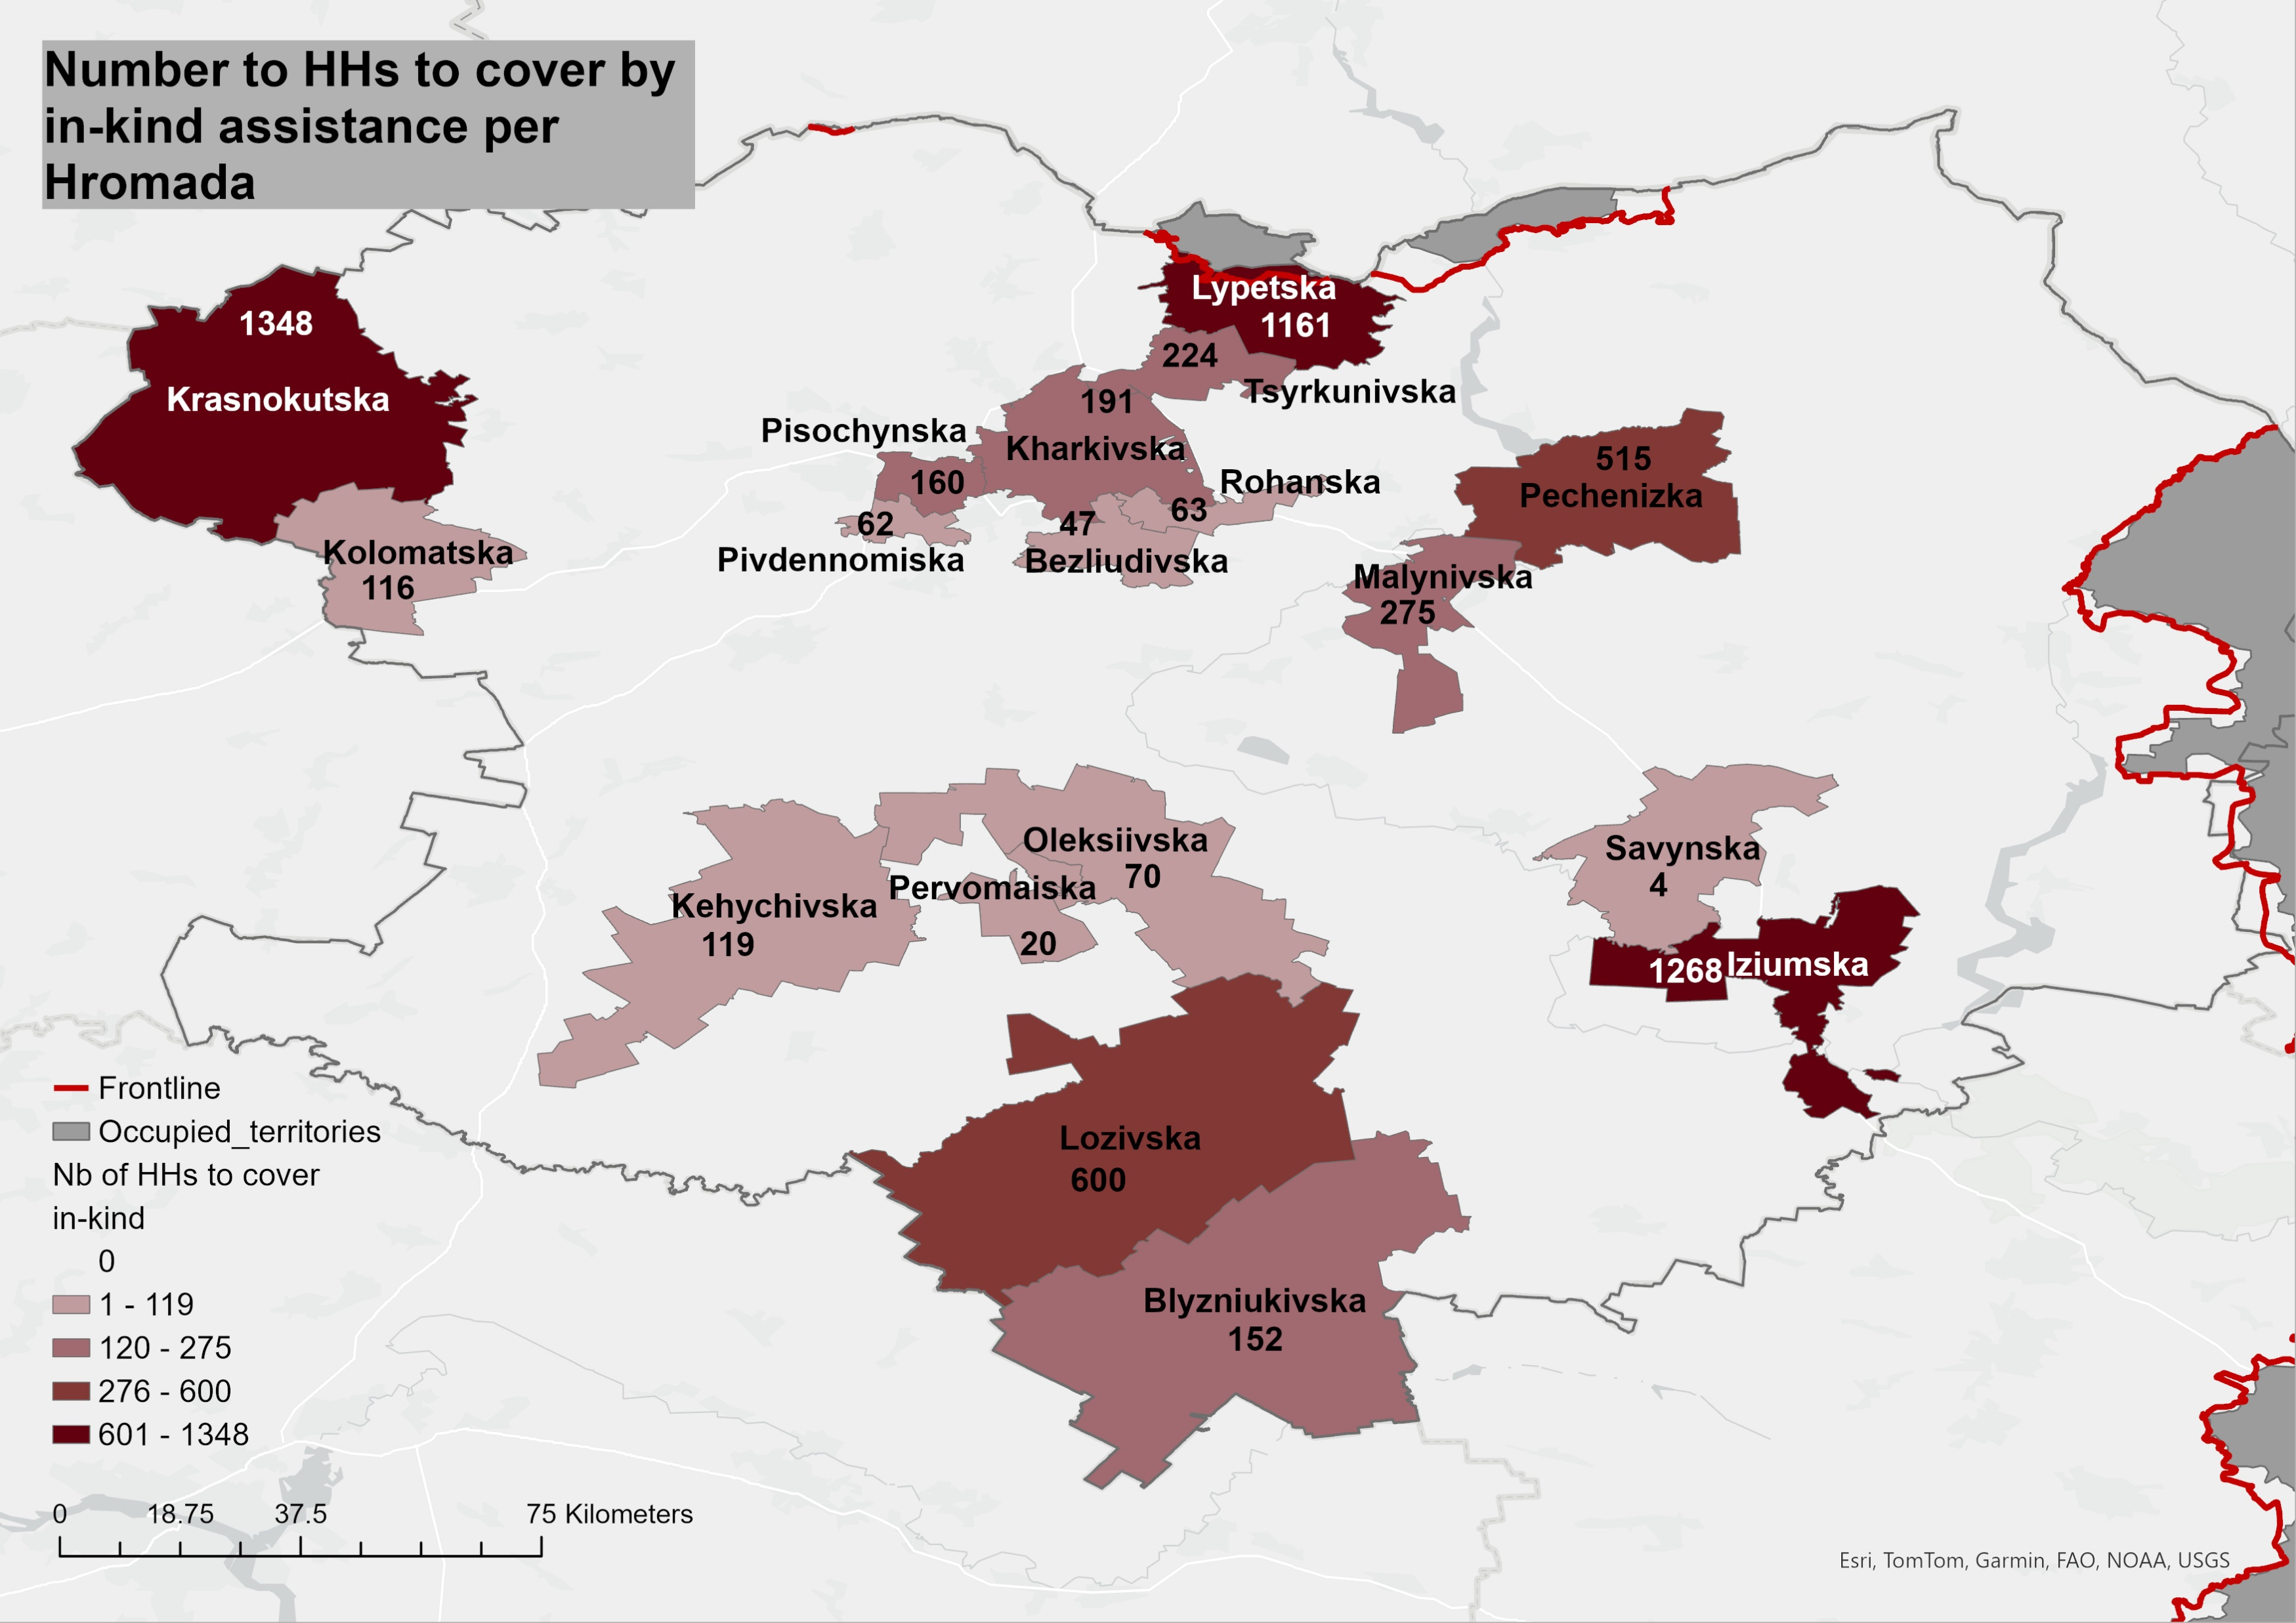 Number to HHs to cover by
in-kind assistance per
Hromada
1348
Krasnokutska
Kolomatska
116
Lypetska
1161
224
Tsyrkunivska
191
Kharkivska
Pisochynska
160
62
Pivdennomiska
47
Bezliudivska
63
Rohanska
515
Pechenizka
Malynivska
275
Oleksiivska
70
Pervomaiska
20
Kehychivska
119
Savynska
4
1268 Iziumska
Lozivska
600
Blyzniukivska
152
Frontline
Occupied_territories
Nb of HHs to cover
in-kind
0
1 - 119
120 - 275
276 - 600
601 - 1348
0 18.75 37.5 75 Kilometers
Esri, TomTom, Garmin, FAO, NOAA, USGS